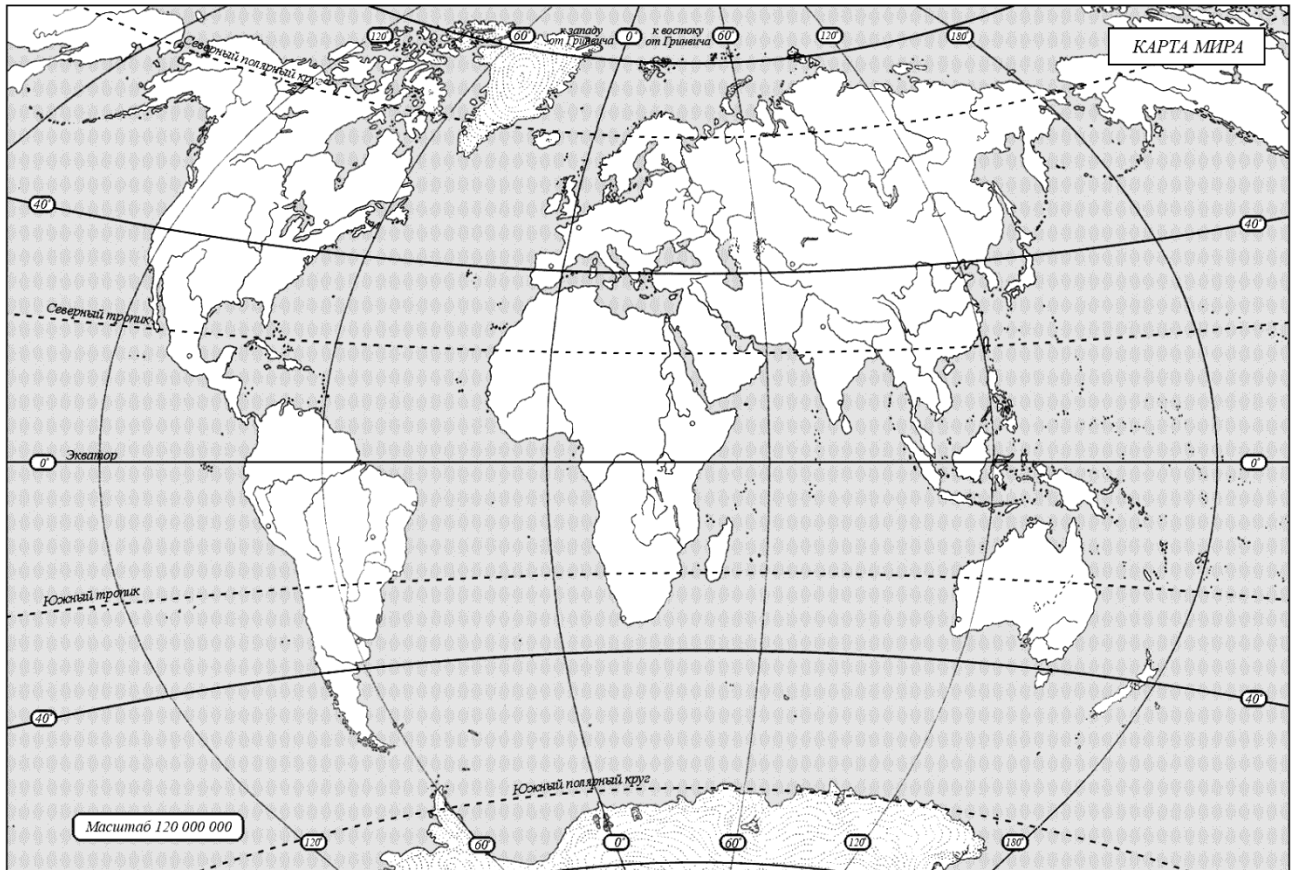 120°
60°
к западу
от Гринвича
0°
к востоку
от Гринвича
60°
120°
180°
КАРТА МИРА
Северный полярный круг
40°
40°
Северный тропик
0°
Экватор
0°
Южный тропик
40°
40°
Южный полярный круг
Масштаб 120 000 000
120°
60°
0°
60°
120°
180°